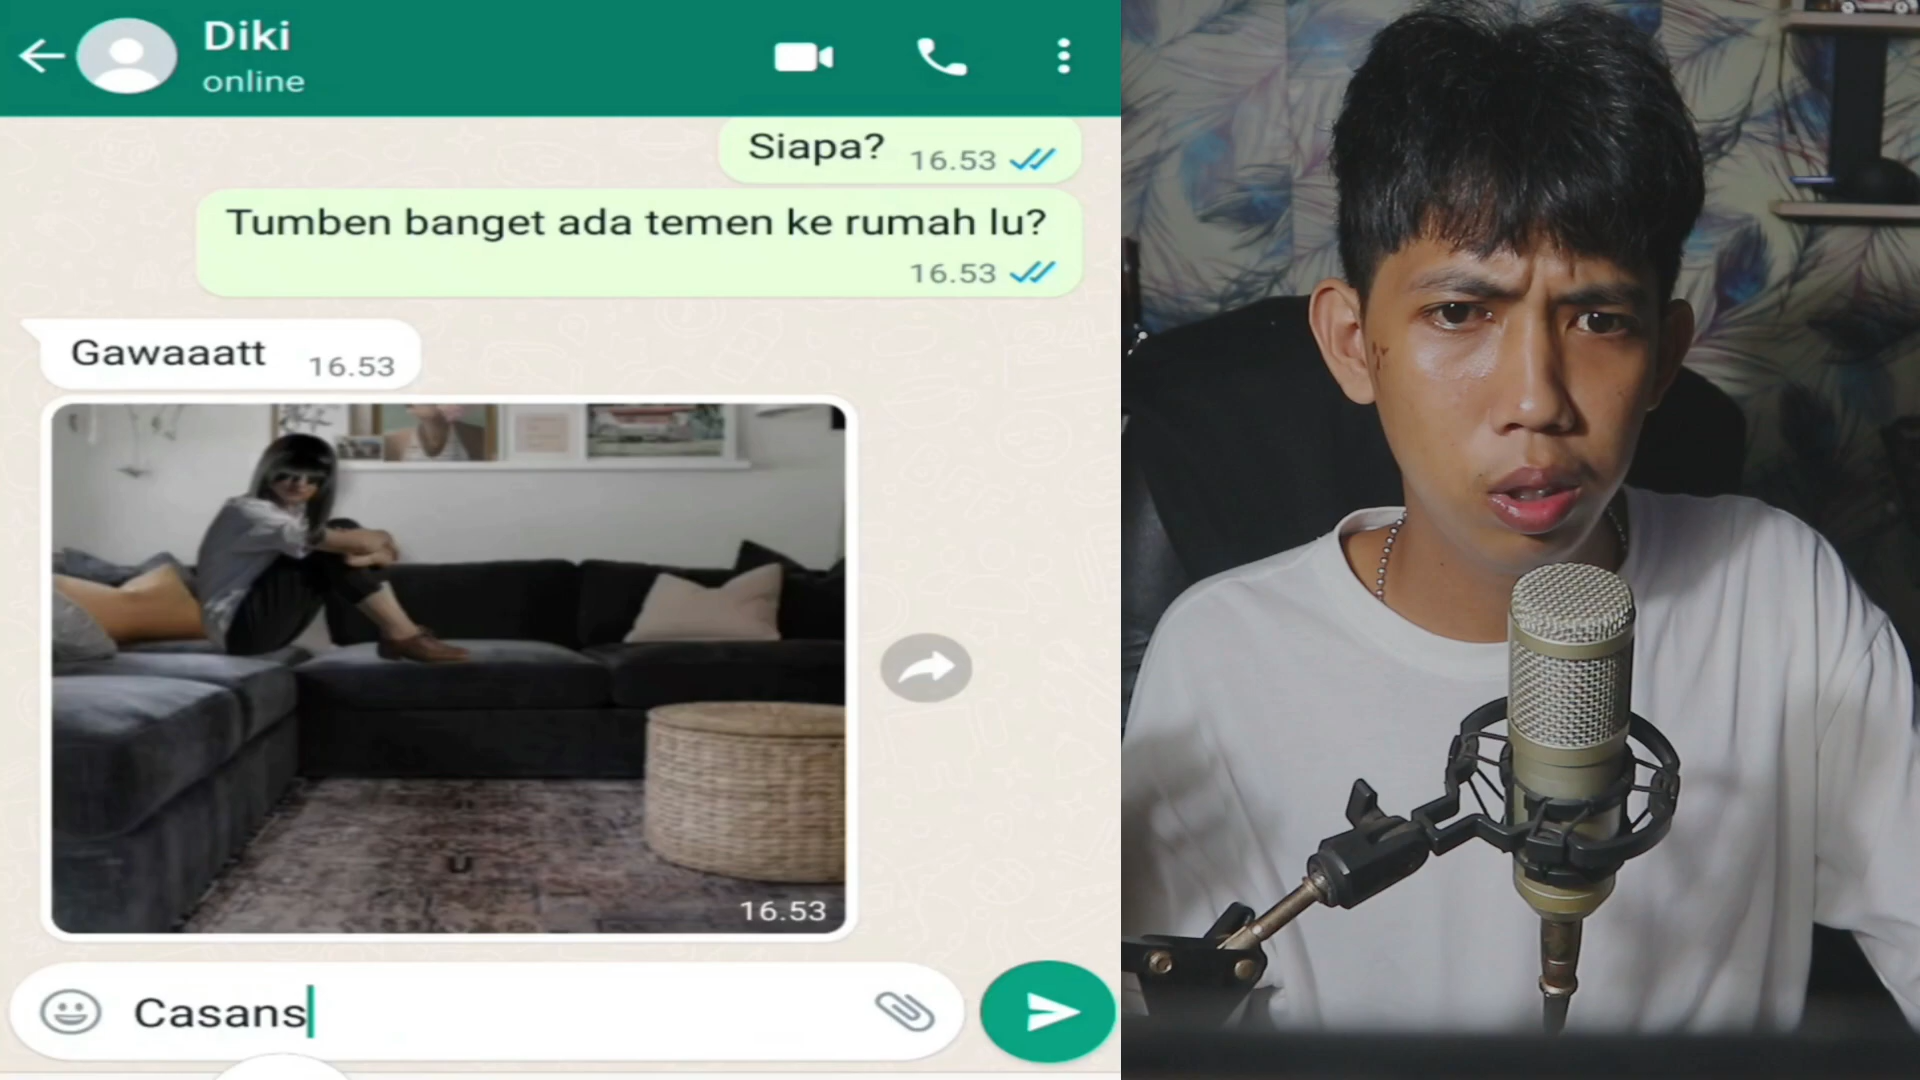 Diki
online
Siapa? 16.53
Tumben banget ada temen ke rumah lu?
16.53
Gawaaatt 16.53
16.53
Casans